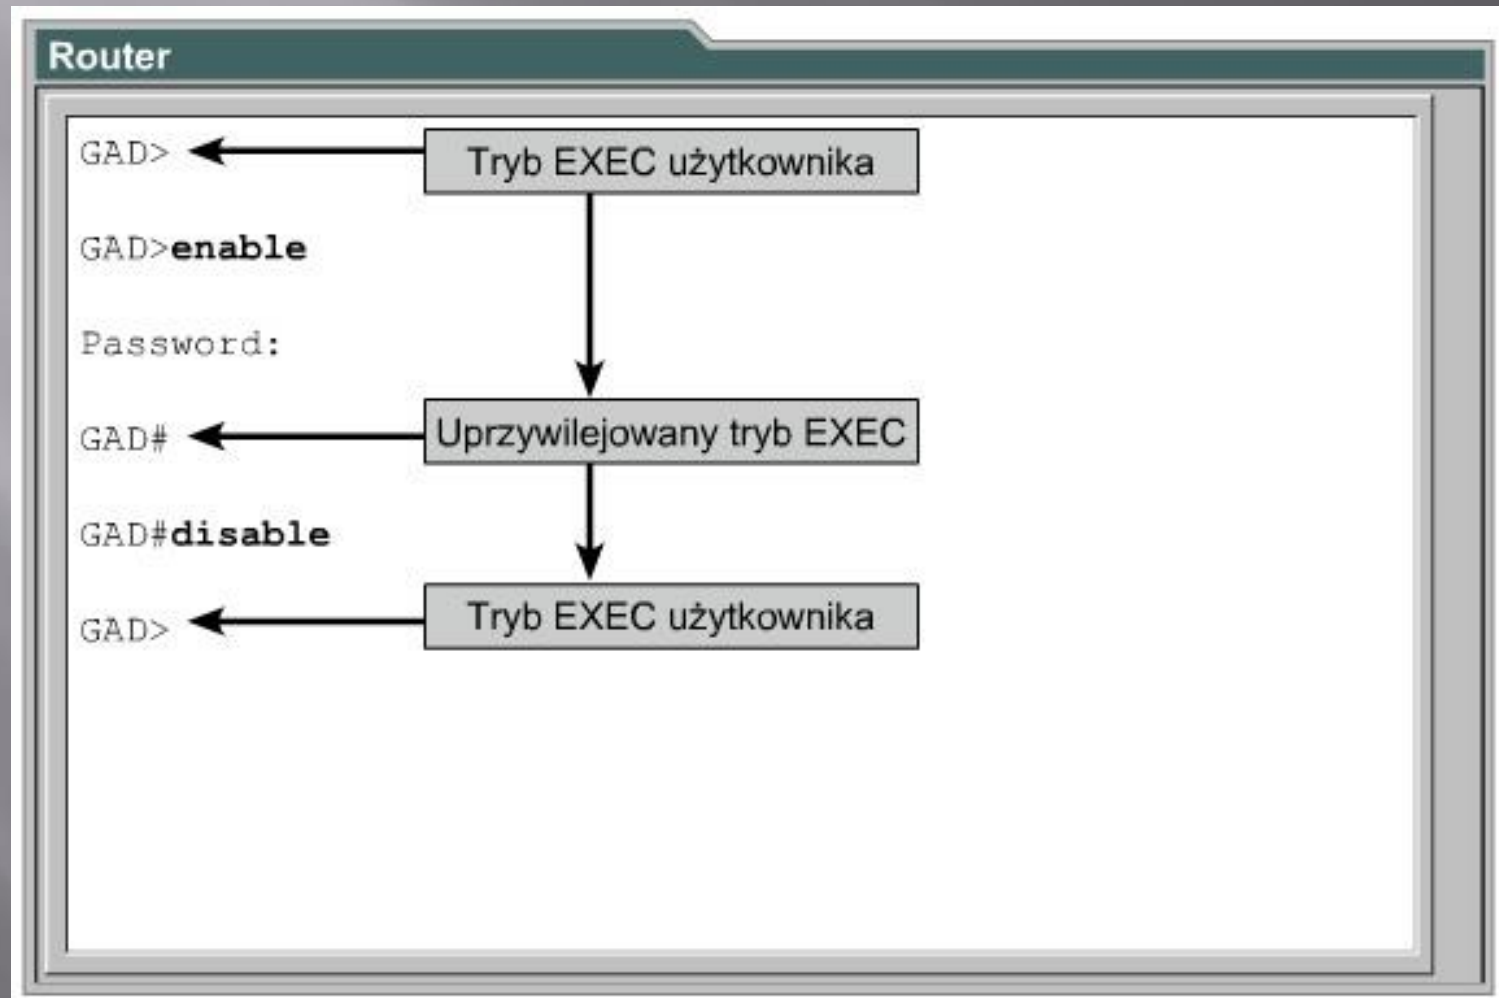 Router
GAD>
Tryb EXEC użytkownika
GAD>enable
Password:
GAD#
Uprzywilejowany tryb EXEC
GAD#disable
GAD>
Tryb EXEC użytkownika